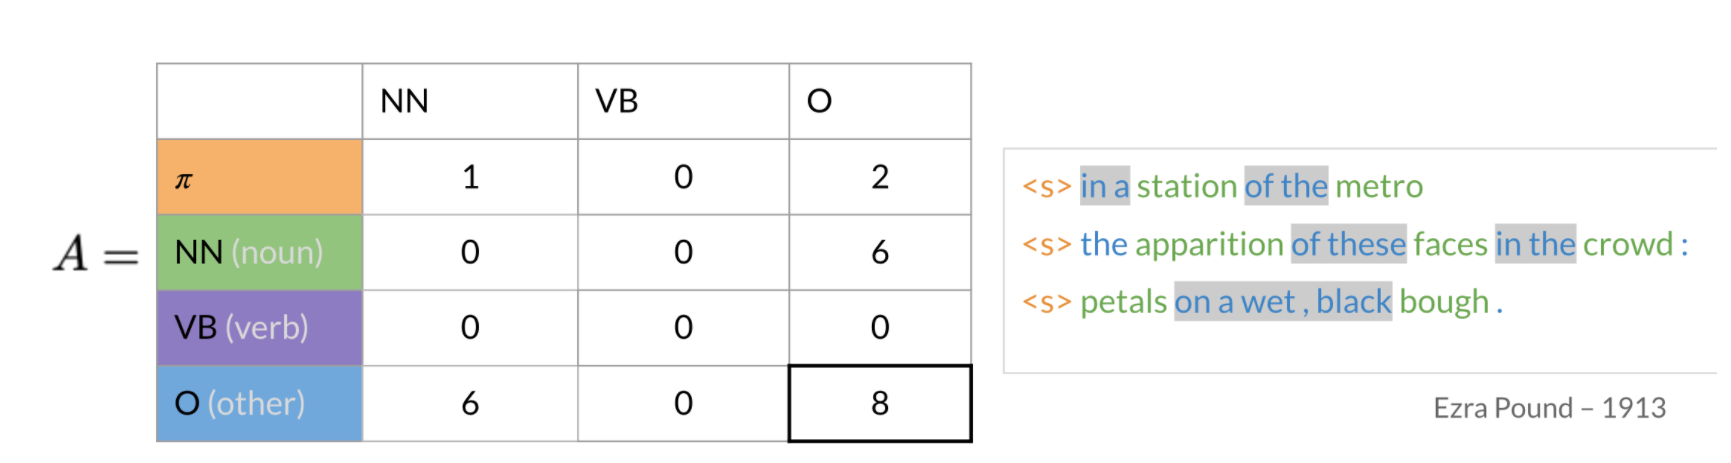 NN VB O
π 1 0 2
A = NN (noun) 0 0 6
VB (verb) 0 0 0
O (other) 6 0 8
<s> in a station of the metro
<s> the apparition of these faces in the crowd :
<s> petals on a wet , black bough .
Ezra Pound – 1913